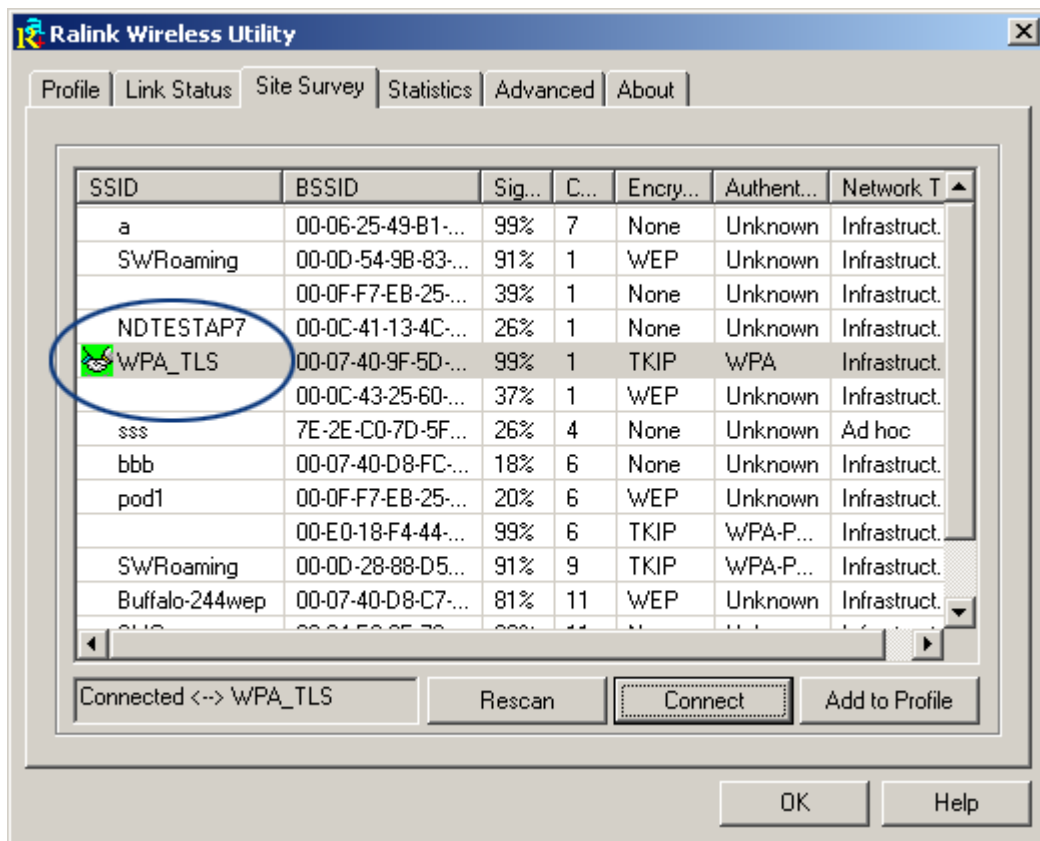 Ralink Wireless Utility
Profile Link Status Site Survey Statistics Advanced About
SSID BSSID Sig... C... Encry... Authent... Network T
a 00-06-25-49-B1-... 99% 7 None Unknown Infrastruct.
SWRoaming 00-0D-54-9B-83-... 91% 1 WEP Unknown Infrastruct.
00-0F-F7-EB-25-... 39% 1 None Unknown Infrastruct.
NDTESTAP7 00-0C-41-13-4C-... 26% 1 None Unknown Infrastruct.
WPA_TLS 00-07-40-9F-5D-... 99% 1 TKIP WPA Infrastruct.
00-0C-43-25-60-... 37% 1 WEP Unknown Infrastruct.
sss 7E-2E-C0-7D-5F... 26% 4 None Unknown Ad hoc
bbb 00-07-40-D8-FC-... 18% 6 None Unknown Infrastruct.
pod1 00-0F-F7-EB-25-... 20% 6 WEP Unknown Infrastruct.
00-E0-18-F4-44-... 99% 6 TKIP WPA-P... Infrastruct.
SWRoaming 00-0D-28-88-D5... 91% 9 TKIP WPA-P... Infrastruct.
Buffalo-244wep 00-07-40-D8-C7-... 81% 11 WEP Unknown Infrastruct.
Connected <--> WPA_TLS Rescan Connect Add to Profile
OK Help